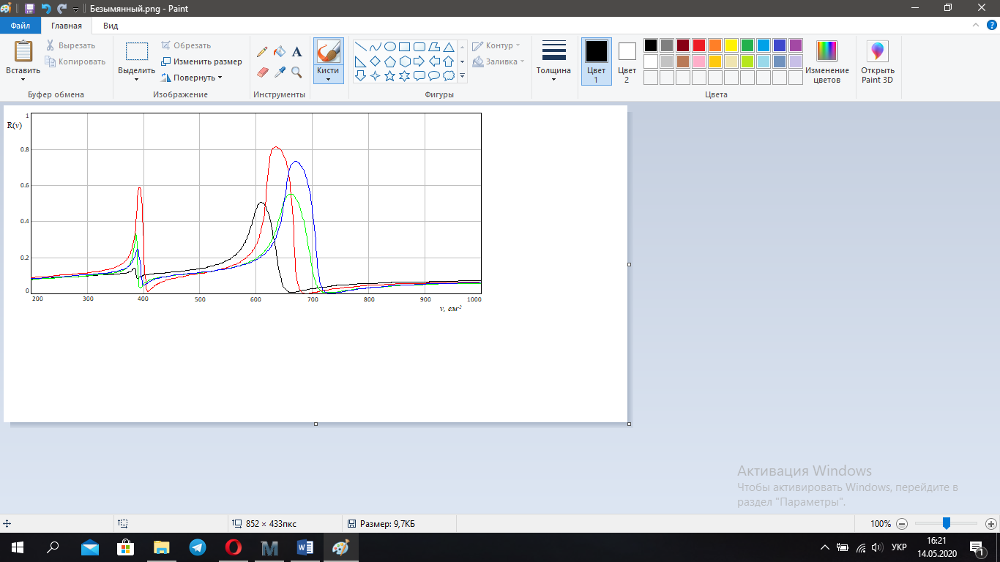 Безымянный.png - Paint
Файл Главная Вид
Вставить
Вырезать
Копировать
Буфер обмена
Выделить
Обрезать
Изменить размер
Повернуть
Изображение
A
Инструменты
Кисти
Контур
Заливка
Фигуры
Толщина
Цвет
1
Цвет
2
Цвета
Изменение
цветов
Открыть
Paint 3D
R(ν)
1
0.8
0.6
0.4
0.2
0
200 300 400 500 600 700 800 900 1000
ν, см⁻²
Активация Windows
Чтобы активировать Windows, перейдите в
раздел "Параметры".
852 × 433пкс
Размер: 9,7КБ
100%
УКР
16:21
14.05.2020
1